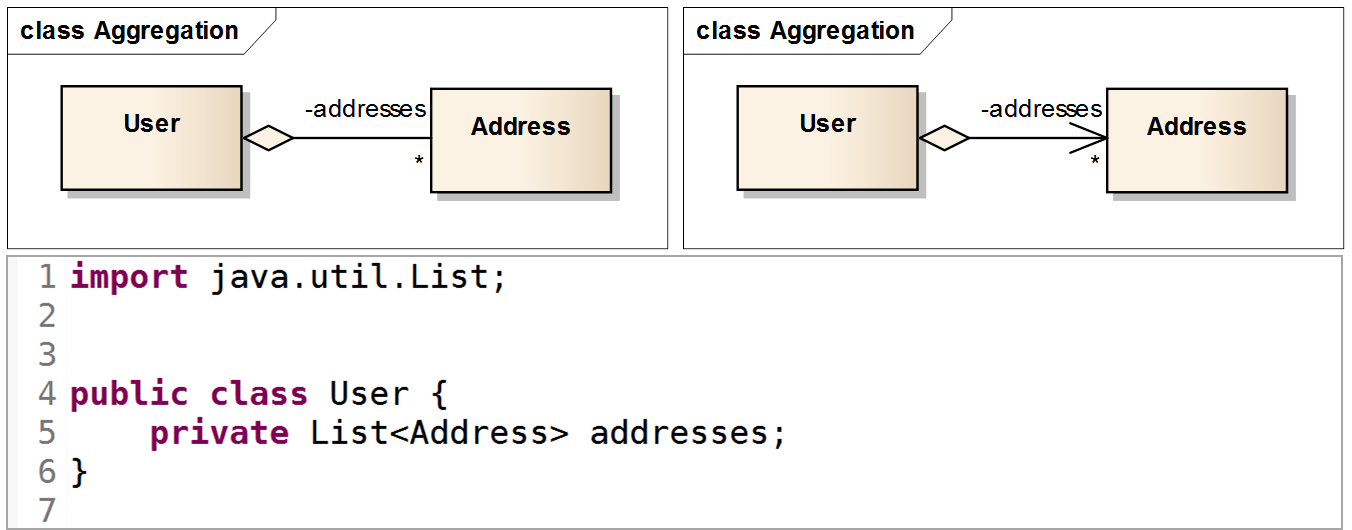 class Aggregation
User
-addresses
*
Address
class Aggregation
User
-addresses
*
Address
1 import java.util.List;
2
3
4 public class User {
5     private List<Address> addresses;
6 }
7